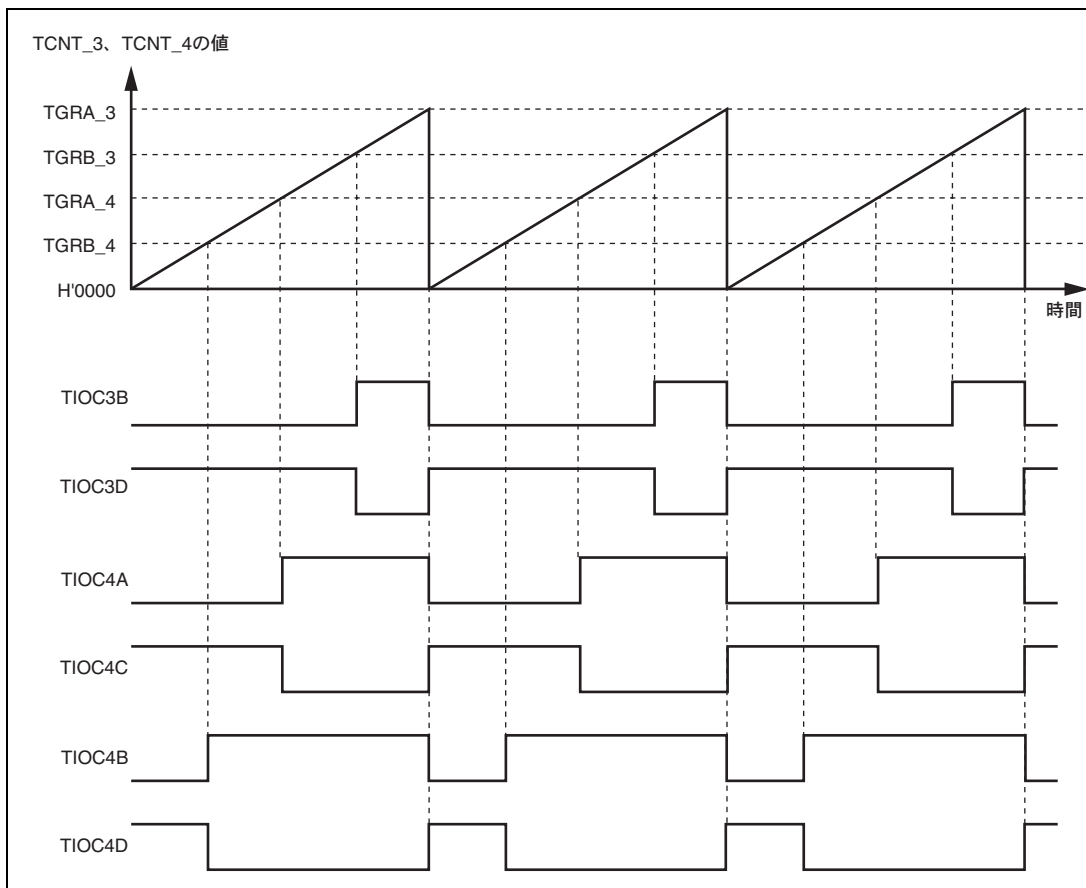 TCNT_3、TCNT_4の値
TGRA_3
TGRB_3
TGRA_4
TGRB_4
H'0000
時間
TIOC3B
TIOC3D
TIOC4A
TIOC4C
TIOC4B
TIOC4D